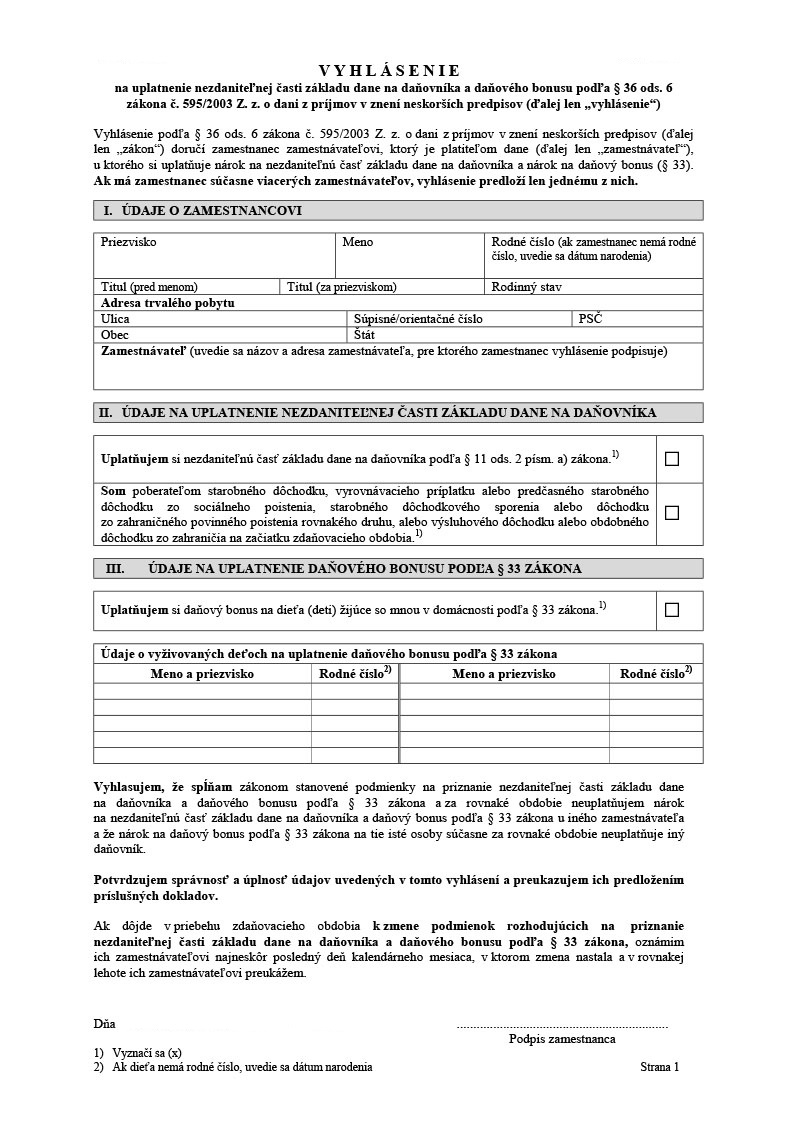 VYHLÁSENIE
na uplatnenie nezdaniteľnej časti základu dane na daňovníka a daňového bonusu podľa § 36 ods. 6
zákona č. 595/2003 Z. z. o dani z príjmov v znení neskorších predpisov (ďalej len „vyhlásenie“)
Vyhlásenie podľa § 36 ods. 6 zákona č. 595/2003 Z. z. o dani z príjmov v znení neskorších predpisov (ďalej
len „zákon“) doručí zamestnanec zamestnávateľovi, ktorý je platiteľom dane (ďalej len „zamestnávateľ“),
u ktorého si uplatňuje nárok na nezdaniteľnú časť základu dane na daňovníka a nárok na daňový bonus (§ 33).
Ak má zamestnanec súčasne viacerých zamestnávateľov, vyhlásenie predloží len jednému z nich.
I. ÚDAJE O ZAMESTNANCOVI
Priezvisko Meno Rodné číslo (ak zamestnanec nemá rodné
číslo, uvedie sa dátum narodenia)
Titul (pred menom) Titul (za priezviskom) Rodinný stav
Adresa trvalého pobytu
Ulica Súpisné/orientačné číslo PSČ
Obec Štát
Zamestnávateľ (uvedie sa názov a adresa zamestnávateľa, pre ktorého zamestnanec vyhlásenie podpisuje)
II. ÚDAJE NA UPLATNENIE NEZDANITEĽNEJ ČASTI ZÁKLADU DANE NA DAŇOVNÍKA
Uplatňujem si nezdaniteľnú časť základu dane na daňovníka podľa § 11 ods. 2 písm. a) zákona.1)
Som poberateľom starobného dôchodku, vyrovnávacieho príplatku alebo predčasného starobného
dôchodku zo sociálneho poistenia, starobného dôchodkového sporenia alebo dôchodku
zo zahraničného povinného poistenia rovnakého druhu, alebo výsluhového dôchodku alebo obdobného
dôchodku zo zahraničia na začiatku zdaňovacieho obdobia.1)
III. ÚDAJE NA UPLATNENIE DAŇOVÉHO BONUSU PODĽA § 33 ZÁKONA
Uplatňujem si daňový bonus na dieťa (deti) žijúce so mnou v domácnosti podľa § 33 zákona.1)
Údaje o vyživovaných deťoch na uplatnenie daňového bonusu podľa § 33 zákona
Meno a priezvisko Rodné číslo2) Meno a priezvisko Rodné číslo2)
Vyhlasujem, že spĺňam zákonom stanovené podmienky na priznanie nezdaniteľnej časti základu dane
na daňovníka a daňového bonusu podľa § 33 zákona a za rovnaké obdobie neuplatňujem nárok
na nezdaniteľnú časť základu dane na daňovníka a daňový bonus podľa § 33 zákona u iného zamestnávateľa
a že nárok na daňový bonus podľa § 33 zákona na tie isté osoby súčasne za rovnaké obdobie neuplatňuje iný
daňovník.
Potvrdzujem správnosť a úplnosť údajov uvedených v tomto vyhlásení a preukazujem ich predložením
príslušných dokladov.
Ak dôjde v priebehu zdaňovacieho obdobia k zmene podmienok rozhodujúcich na priznanie
nezdaniteľnej časti základu dane na daňovníka a daňového bonusu podľa § 33 zákona, oznámim
ich zamestnávateľovi najneskôr posledný deň kalendárneho mesiaca, v ktorom zmena nastala a v rovnakej
lehote ich zamestnávateľovi preukážem.
Dňa ................................................................
Podpis zamestnanca
1) Vyznačí sa (x)
2) Ak dieťa nemá rodné číslo, uvedie sa dátum narodenia Strana 1